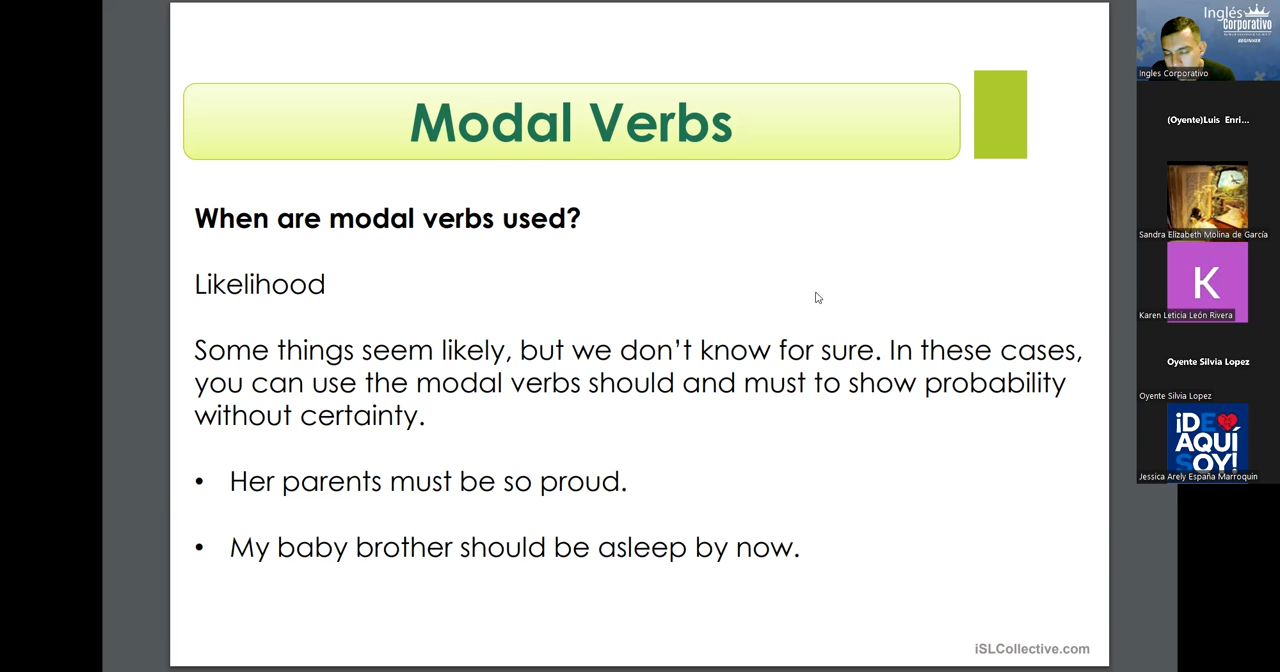 Modal Verbs
When are modal verbs used?
Likelihood
Some things seem likely, but we don't know for sure. In these cases,
you can use the modal verbs should and must to show probability
without certainty.
• Her parents must be so proud.
• My baby brother should be asleep by now.
iSLCollective.com
Inglés
Corporativo
BEGINNER
Ingles Corporativo
(Oyente)Luis Enri...
Sandra Elizabeth Molina de García
K
Karen Leticia León Rivera
Oyente Silvia Lopez
Oyente Silvia Lopez
¡DE
AQUÍ
SOY!
Jessica Arely España Marroquin